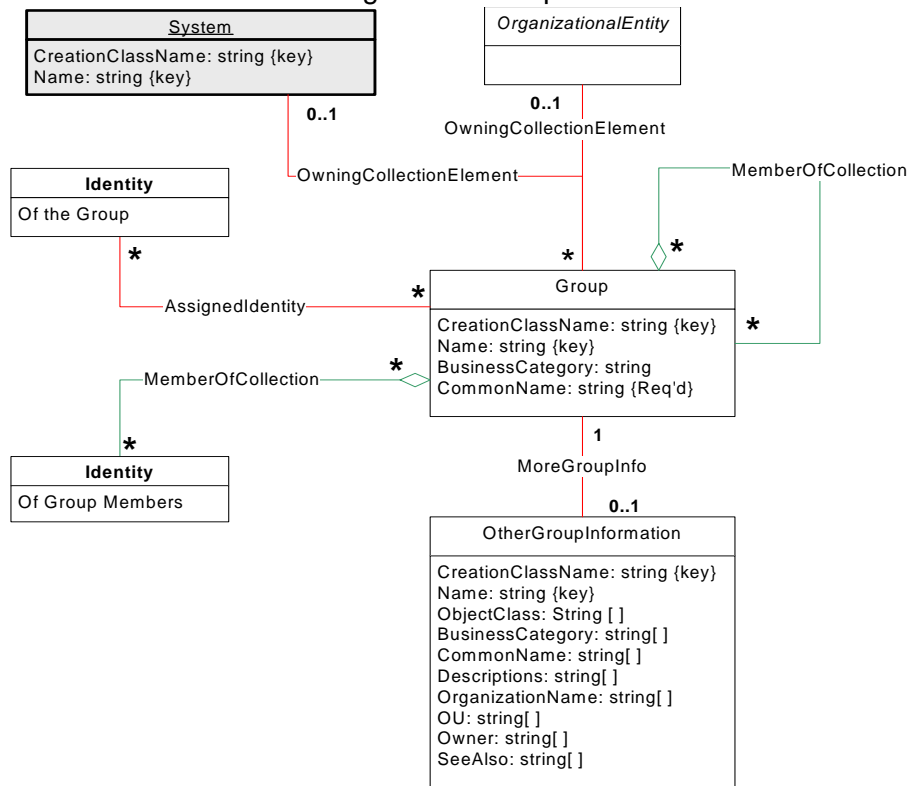 System
CreationClassName: string {key}
Name: string {key}
OrganizationalEntity
0..1
0..1
OwningCollectionElement
OwningCollectionElement
MemberOfCollection
Identity
Of the Group
*
*
*
AssignedIdentity
*
Group
CreationClassName: string {key}
Name: string {key}
BusinessCategory: string
CommonName: string {Req'd}
*
MemberOfCollection
*
*
Identity
Of Group Members
1
MoreGroupInfo
0..1
OtherGroupInformation
CreationClassName: string {key}
Name: string {key}
ObjectClass: String [ ]
BusinessCategory: string[ ]
CommonName: string[ ]
Descriptions: string[ ]
OrganizationName: string[ ]
OU: string[ ]
Owner: string[ ]
SeeAlso: string[ ]